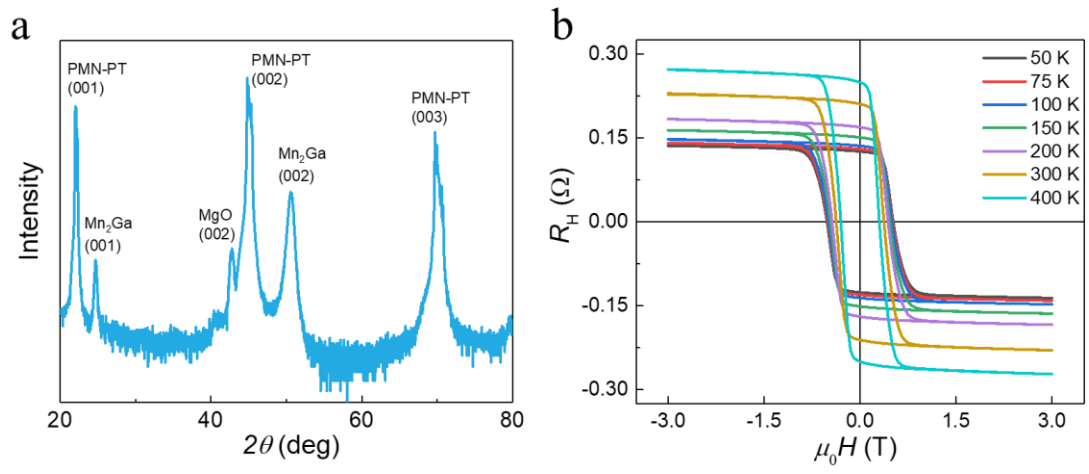 a
PMN-PT
(001)
Mn₂Ga
(001)
MgO
(002)
PMN-PT
(002)
Mn₂Ga
(002)
PMN-PT
(003)
Intensity
20
40
60
80
2θ (deg)
b
0.30
0.15
0.00
-0.15
-0.30
R_H (Ω)
50 K
75 K
100 K
150 K
200 K
300 K
400 K
-3.0
-1.5
0.0
1.5
3.0
μ₀H (T)